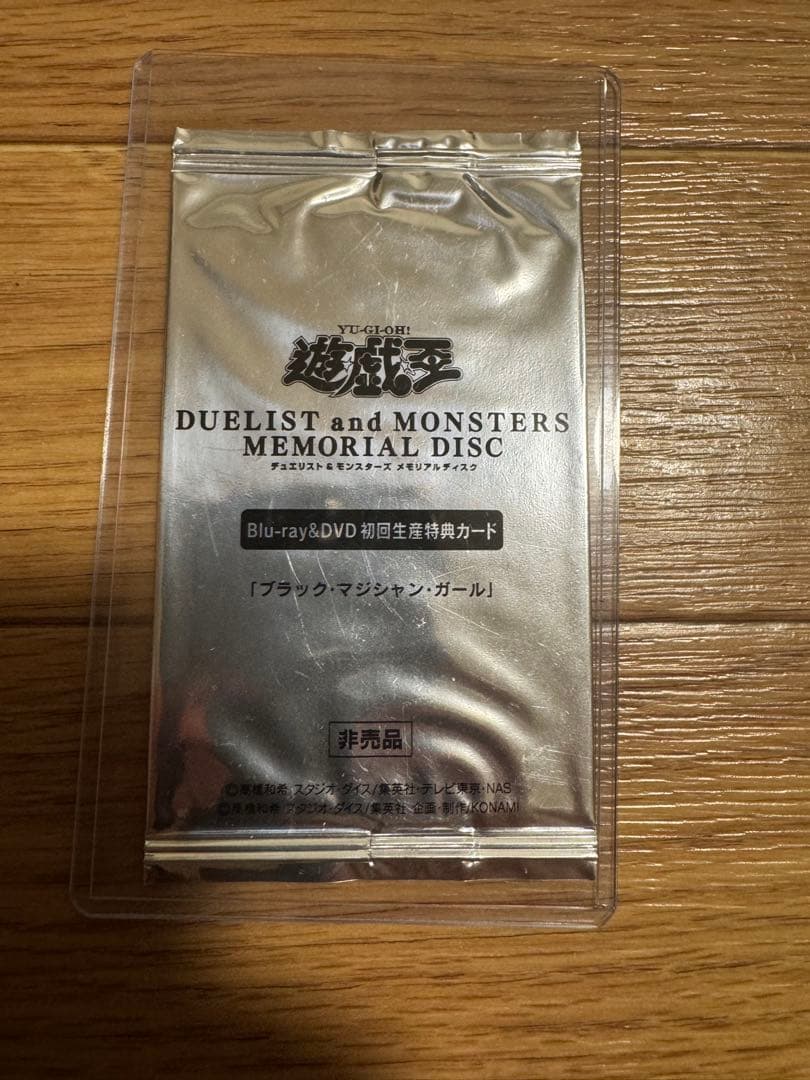 YU-GI-OH!
遊戯王
DUELIST and MONSTERS
MEMORIAL DISC
デュエリスト&モンスターズ メモリアルディスク
Blu-ray&DVD 初回生産特典カード
「ブラック・マジシャン・ガール」
非売品
©高橋和希 スタジオ・ダイス/集英社・テレビ東京・NAS
©高橋和希 スタジオ・ダイス/集英社 企画・制作/KONAMI